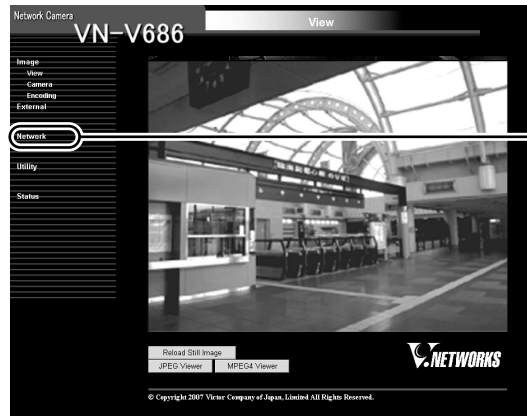 Network Camera
VN-V686
View
Image
View
Camera
Encoding
External
Network
Utility
Status
Reload Still Image
JPEG Viewer
MPEG4 Viewer
V.NETWORKS
© Copyright 2007 Victor Company of Japan, Limited All Rights Reserved.